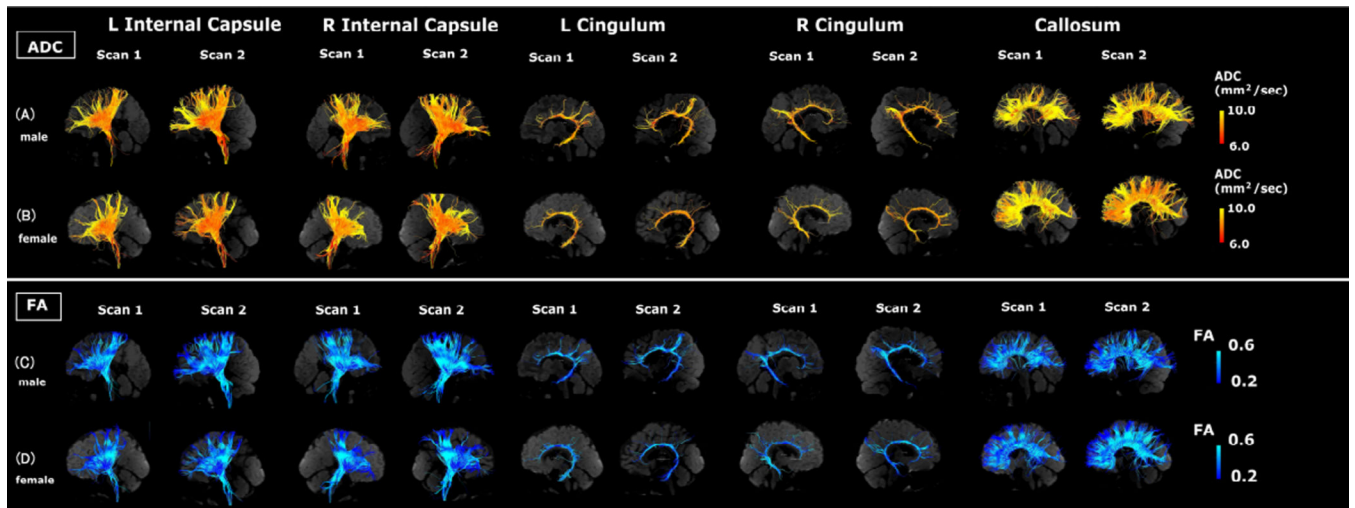 L Internal Capsule R Internal Capsule L Cingulum R Cingulum Callosum
ADC
Scan 1 Scan 2 Scan 1 Scan 2 Scan 1 Scan 2 Scan 1 Scan 2 Scan 1 Scan 2
ADC
(mm²/sec)
(A)
male
10.0
6.0
ADC
(mm²/sec)
(B)
female
10.0
6.0
FA
Scan 1 Scan 2 Scan 1 Scan 2 Scan 1 Scan 2 Scan 1 Scan 2 Scan 1 Scan 2
FA
0.6
(C)
male
0.2
FA
0.6
(D)
female
0.2